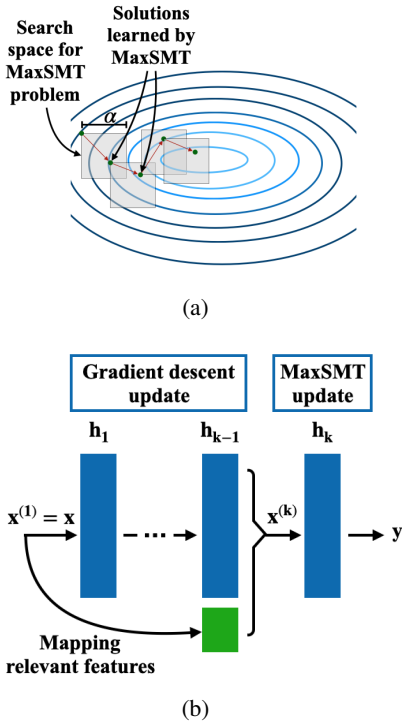 Search
space for
MaxSMT
problem
Solutions
learned by
MaxSMT
α
(a)
Gradient descent
update
MaxSMT
update
h₁
hₖ₋₁
hₖ
x⁽¹⁾ = x
...
x⁽ᵏ⁾
y
Mapping
relevant features
(b)